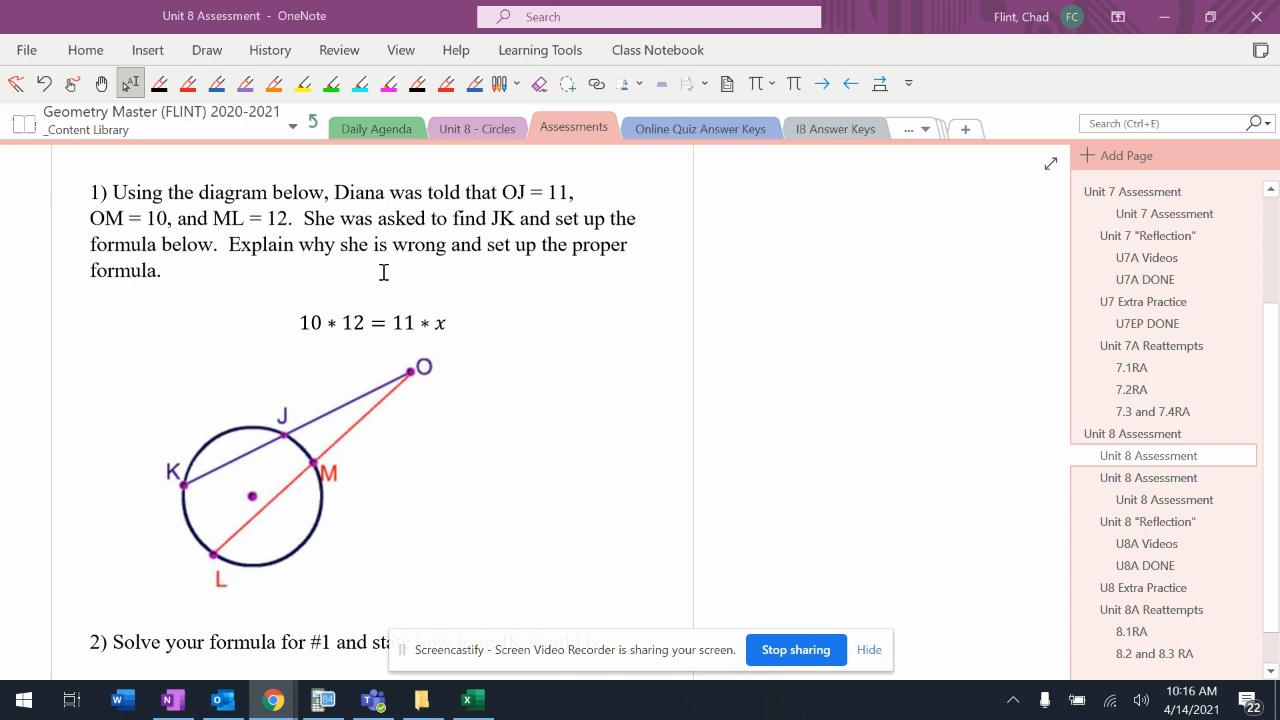 Unit 8 Assessment - OneNote
Search
Flint, Chad
FC
File Home Insert Draw History Review View Help Learning Tools Class Notebook
Geometry Master (FLINT) 2020-2021
_Content Library
Daily Agenda
Unit 8 - Circles
Assessments
Online Quiz Answer Keys
IB Answer Keys
...
Search (Ctrl+E)
Add Page
1) Using the diagram below, Diana was told that OJ = 11,
OM = 10, and ML = 12. She was asked to find JK and set up the
formula below. Explain why she is wrong and set up the proper
formula.
10 * 12 = 11 * x
O
J
K
M
L
2) Solve your formula for #1 and
Screencastify - Screen Video Recorder is sharing your screen.
Stop sharing
Hide
Unit 7 Assessment
Unit 7 Assessment
Unit 7 "Reflection"
U7A Videos
U7A DONE
U7 Extra Practice
U7EP DONE
Unit 7A Reattempts
7.1RA
7.2RA
7.3 and 7.4RA
Unit 8 Assessment
Unit 8 Assessment
Unit 8 Assessment
Unit 8 Assessment
Unit 8 "Reflection"
U8A Videos
U8A DONE
U8 Extra Practice
Unit 8A Reattempts
8.1RA
8.2 and 8.3 RA
10:16 AM
4/14/2021
22